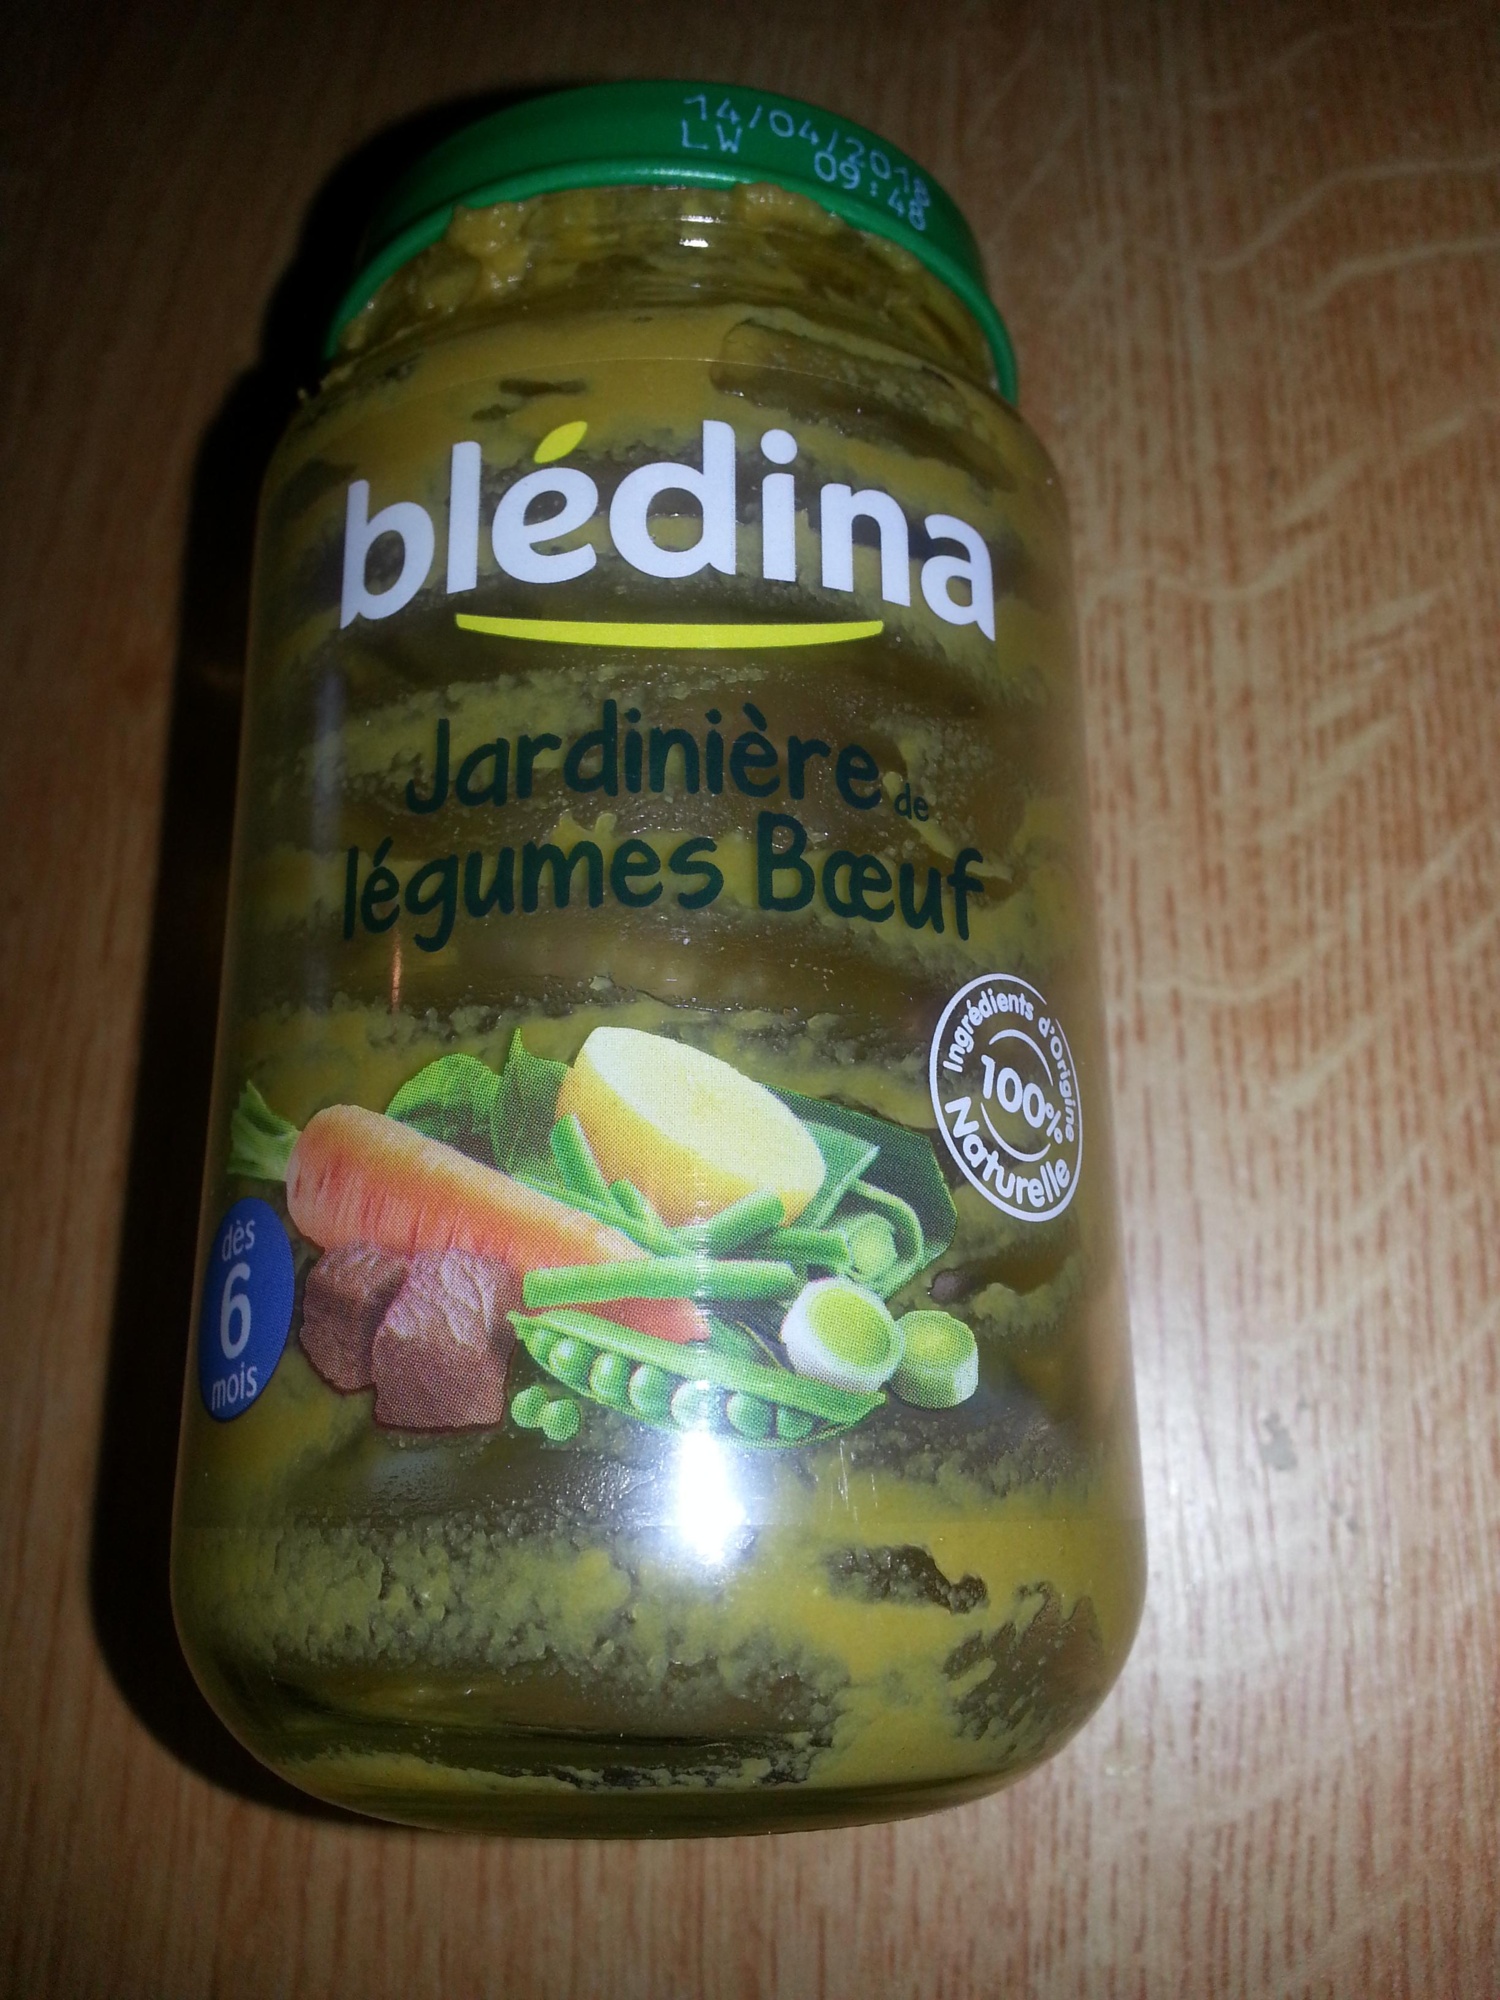 14/04/2018
LW 09:48
blédina
Jardinière de
légumes Bœuf
Ingrédients d'Origine
100%
Naturelle
dès
6
mois